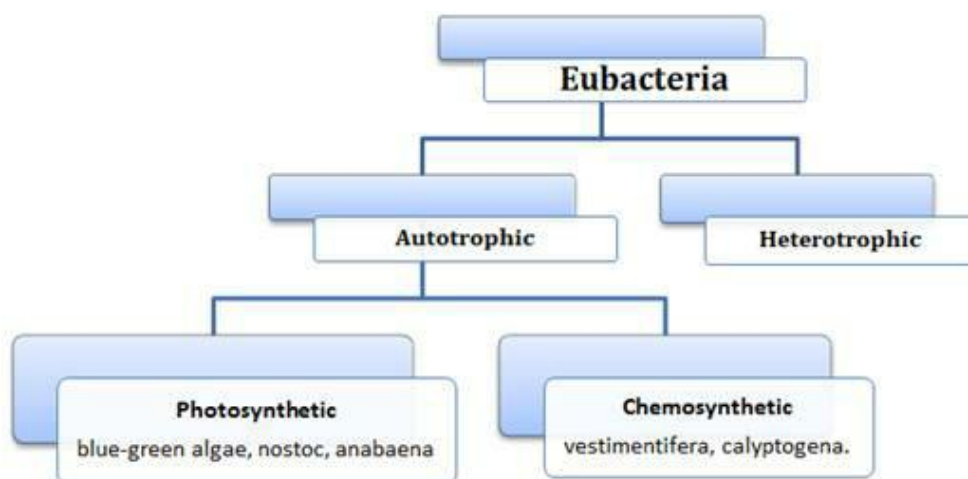 Eubacteria
Autotrophic
Heterotrophic
Photosynthetic
blue-green algae, nostoc, anabaena
Chemosynthetic
vestimentifera, calyptogena.